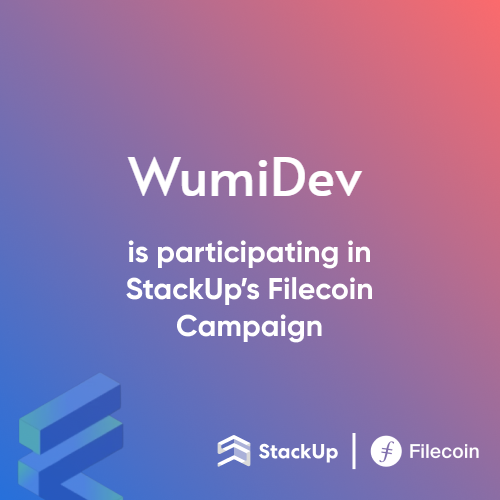 WumiDev
is participating in
StackUp's Filecoin
Campaign
StackUp | Filecoin